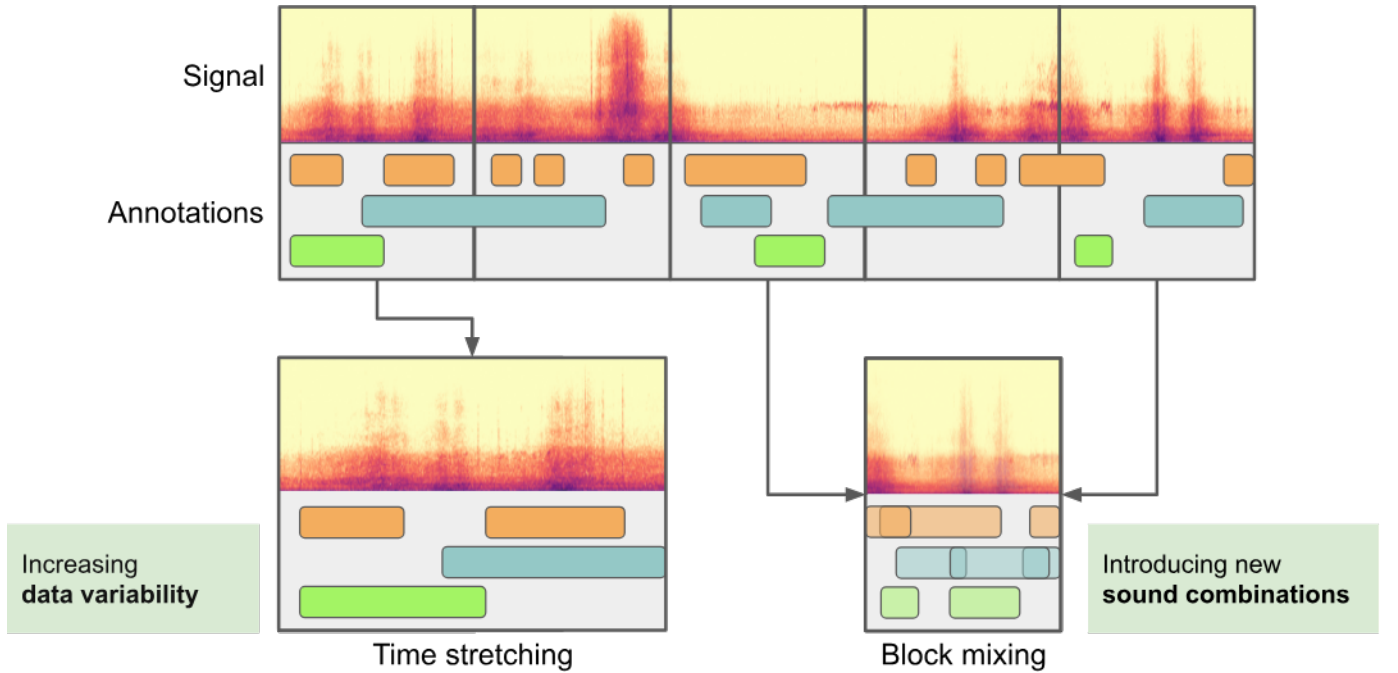 Signal
Annotations
Increasing
data variability
Introducing new
sound combinations
Time stretching
Block mixing